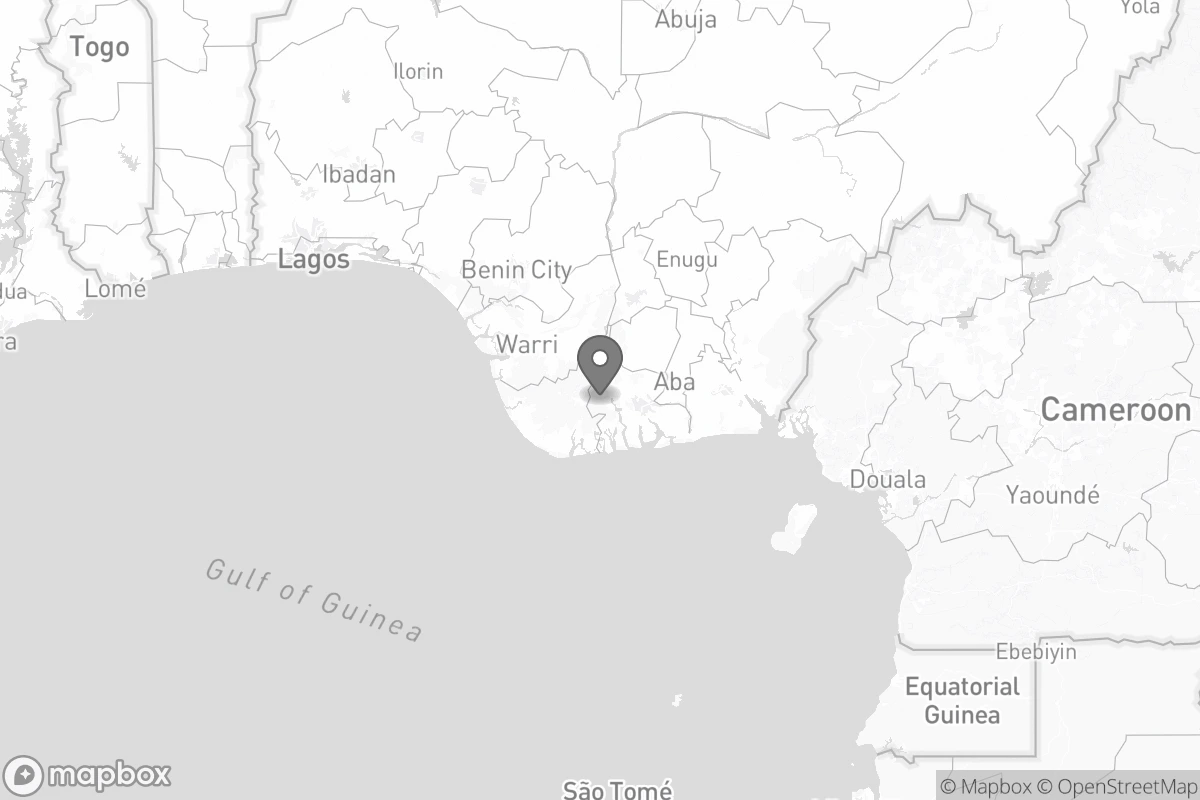 Abuja
Yola
Togo
Ilorin
Ibadan
Lagos
Benin City
Enugu
Lomé
dua
ra
Warri
Aba
Cameroon
Douala
Yaoundé
Gulf of Guinea
Ebebiyin
Equatorial
Guinea
São Tomé
mapbox
© Mapbox © OpenStreetMap